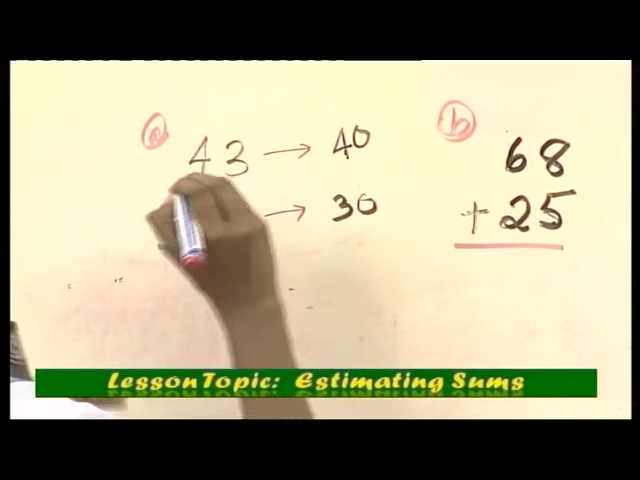 a 43 → 40
→ 30
b 68
+ 25
Lesson Topic: Estimating Sums